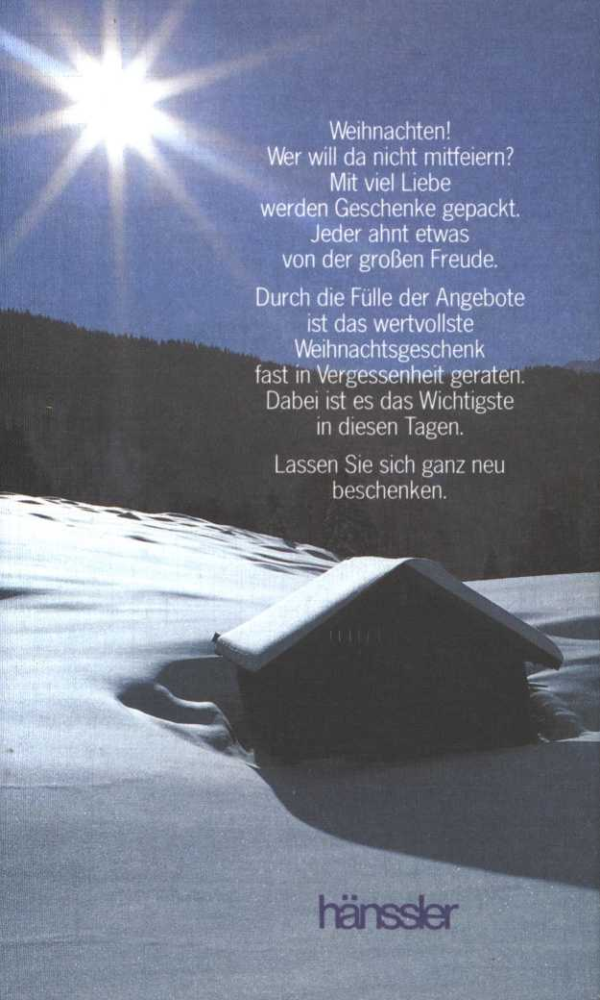 Weihnachten!
Wer will da nicht mitfeiern?
Mit viel Liebe
werden Geschenke gepackt.
Jeder ahnt etwas
von der großen Freude.
Durch die Fülle der Angebote
ist das wertvollste
Weihnachtsgeschenk
fast in Vergessenheit geraten.
Dabei ist es das Wichtigste
in diesen Tagen.
Lassen Sie sich ganz neu
beschenken.
hänssler